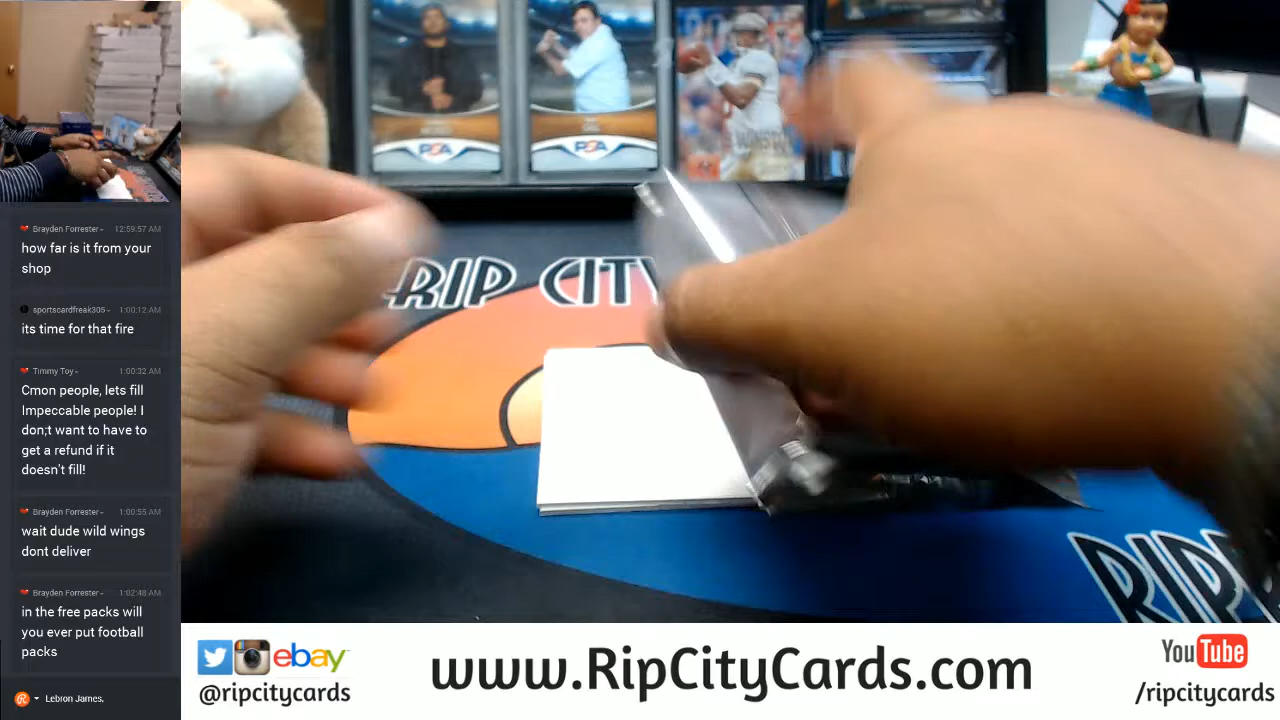 Brayden Forrester- 12:59:57 AM
how far is it from your
shop
sportscardfreak305- 1:00:12 AM
its time for that fire
Timmy Toy- 1:00:32 AM
Cmon people, lets fill
Impeccable people! I
don;t want to have to
get a refund if it
doesn't fill!
Brayden Forrester- 1:00:55 AM
wait dude wild wings
dont deliver
Brayden Forrester- 1:02:48 AM
in the free packs will
you ever put football
packs
Lebron James.
PSA
PSA
RIP CITY
RIP
ebay
@ripcitycards
www.RipCityCards.com
YouTube
/ripcitycards